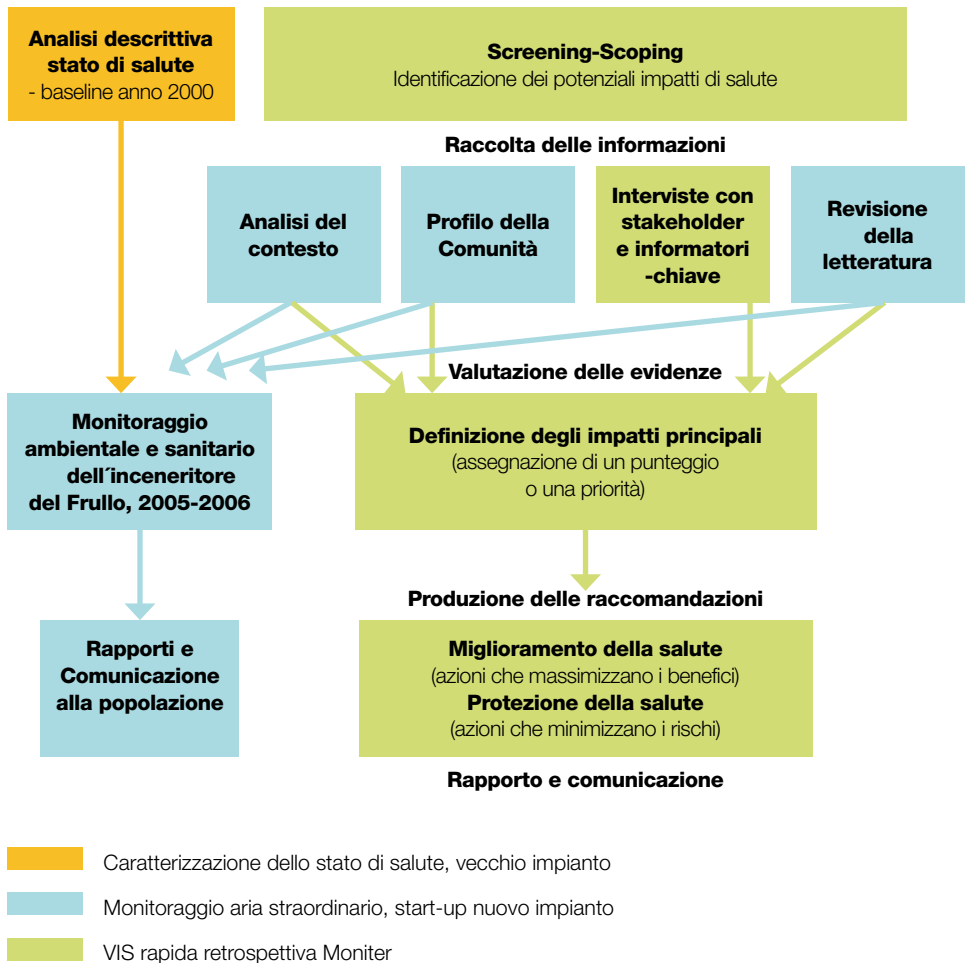 Analisi descrittiva
stato di salute
- baseline anno 2000
Screening-Scoping
Identificazione dei potenziali impatti di salute
Raccolta delle informazioni
Analisi del
contesto
Profilo della
Comunità
Interviste con
stakeholder
e informatori
-chiave
Revisione
della
letteratura
Valutazione delle evidenze
Monitoraggio
ambientale e sanitario
dell´inceneritore
del Frullo, 2005-2006
Definizione degli impatti principali
(assegnazione di un punteggio
o una priorità)
Produzione delle raccomandazioni
Rapporti e
Comunicazione
alla popolazione
Miglioramento della salute
(azioni che massimizzano i benefici)
Protezione della salute
(azioni che minimizzano i rischi)
Rapporto e comunicazione
Caratterizzazione dello stato di salute, vecchio impianto
Monitoraggio aria straordinario, start-up nuovo impianto
VIS rapida retrospettiva Moniter